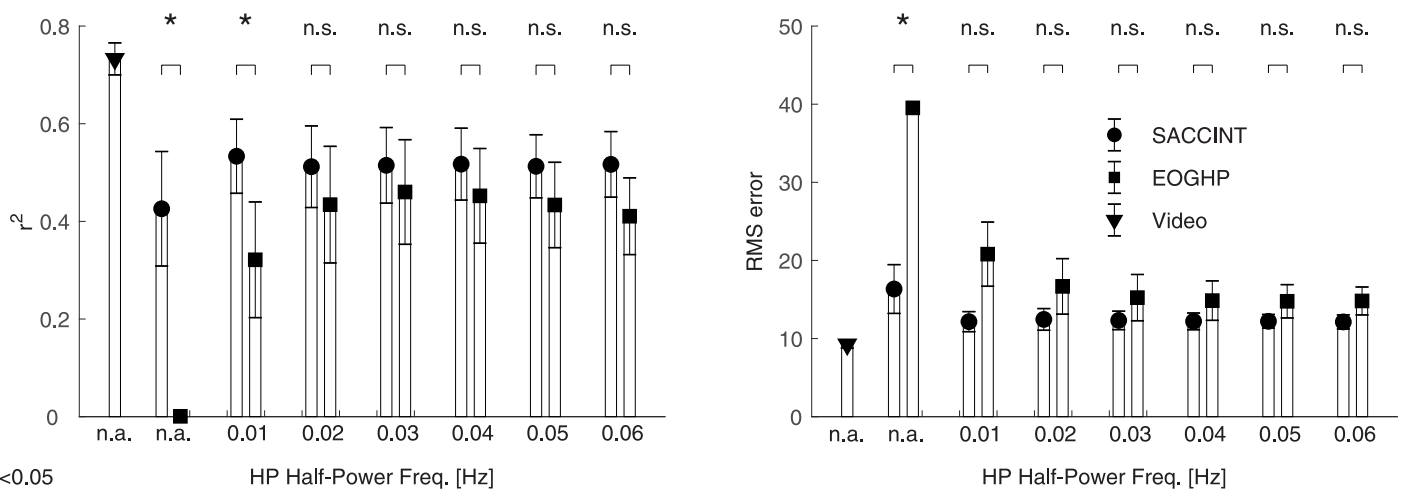 0.8
0.6
0.4
0.2
0
r2
* * n.s. n.s. n.s. n.s. n.s.
n.a. n.a. 0.01 0.02 0.03 0.04 0.05 0.06
<0.05 HP Half-Power Freq. [Hz]
50
40
30
20
10
0
RMS error
* n.s. n.s. n.s. n.s. n.s. n.s.
SACCINT
EOGHP
Video
n.a. n.a. 0.01 0.02 0.03 0.04 0.05 0.06
HP Half-Power Freq. [Hz]